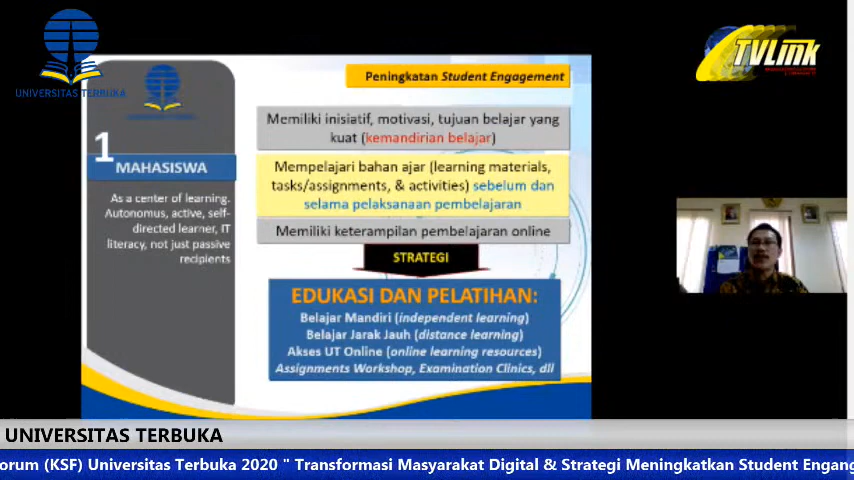 UNIVERSITAS TERBUKA
TVLink
Peningkatan Student Engagement
Memiliki inisiatif, motivasi, tujuan belajar yang
kuat (kemandirian belajar)
1
MAHASISWA
Mempelajari bahan ajar (learning materials,
tasks/assignments, & activities) sebelum dan
selama pelaksanaan pembelajaran
As a center of learning.
Autonomus, active, self-
directed learner, IT
literacy, not just passive
recipients
Memiliki keterampilan pembelajaran online
STRATEGI
EDUKASI DAN PELATIHAN:
Belajar Mandiri (independent learning)
Belajar Jarak Jauh (distance learning)
Akses UT Online (online learning resources)
Assignments Workshop, Examination Clinics, dll
UNIVERSITAS TERBUKA
orum (KSF) Universitas Terbuka 2020 " Transformasi Masyarakat Digital & Strategi Meningkatkan Student Engang